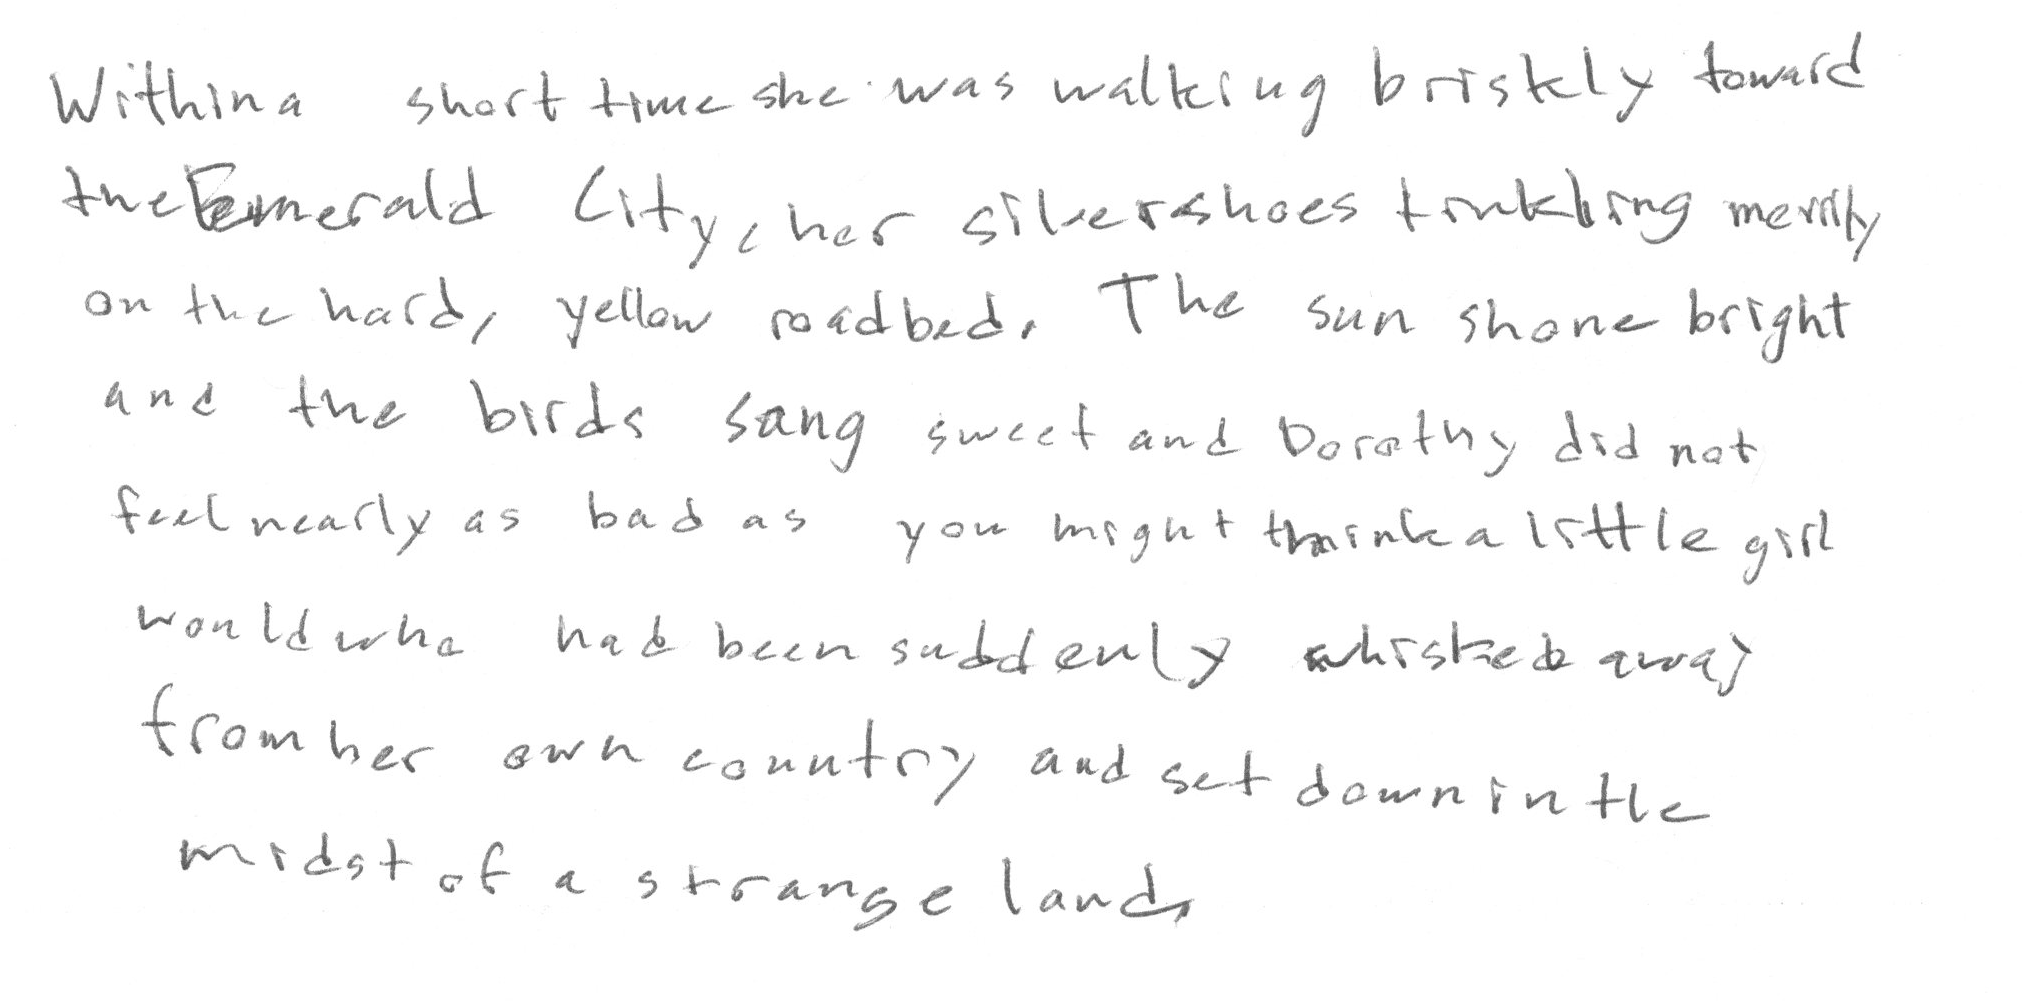 Within a short time she was walking briskly toward
the Emerald City, her silver shoes tinkling merrily
on the hard, yellow roadbed. The sun shone bright
and the birds sang sweet and Dorothy did not
feel nearly as bad as you might think a little girl
would who had been suddenly whisked away
from her own country and set down in the
midst of a strange land.